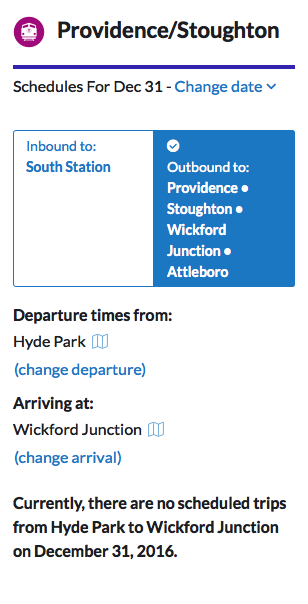 Providence/Stoughton
Schedules For Dec 31 - Change date
Inbound to:
South Station
Outbound to:
Providence •
Stoughton •
Wickford
Junction •
Attleboro
Departure times from:
Hyde Park
(change departure)
Arriving at:
Wickford Junction
(change arrival)
Currently, there are no scheduled trips
from Hyde Park to Wickford Junction
on December 31, 2016.